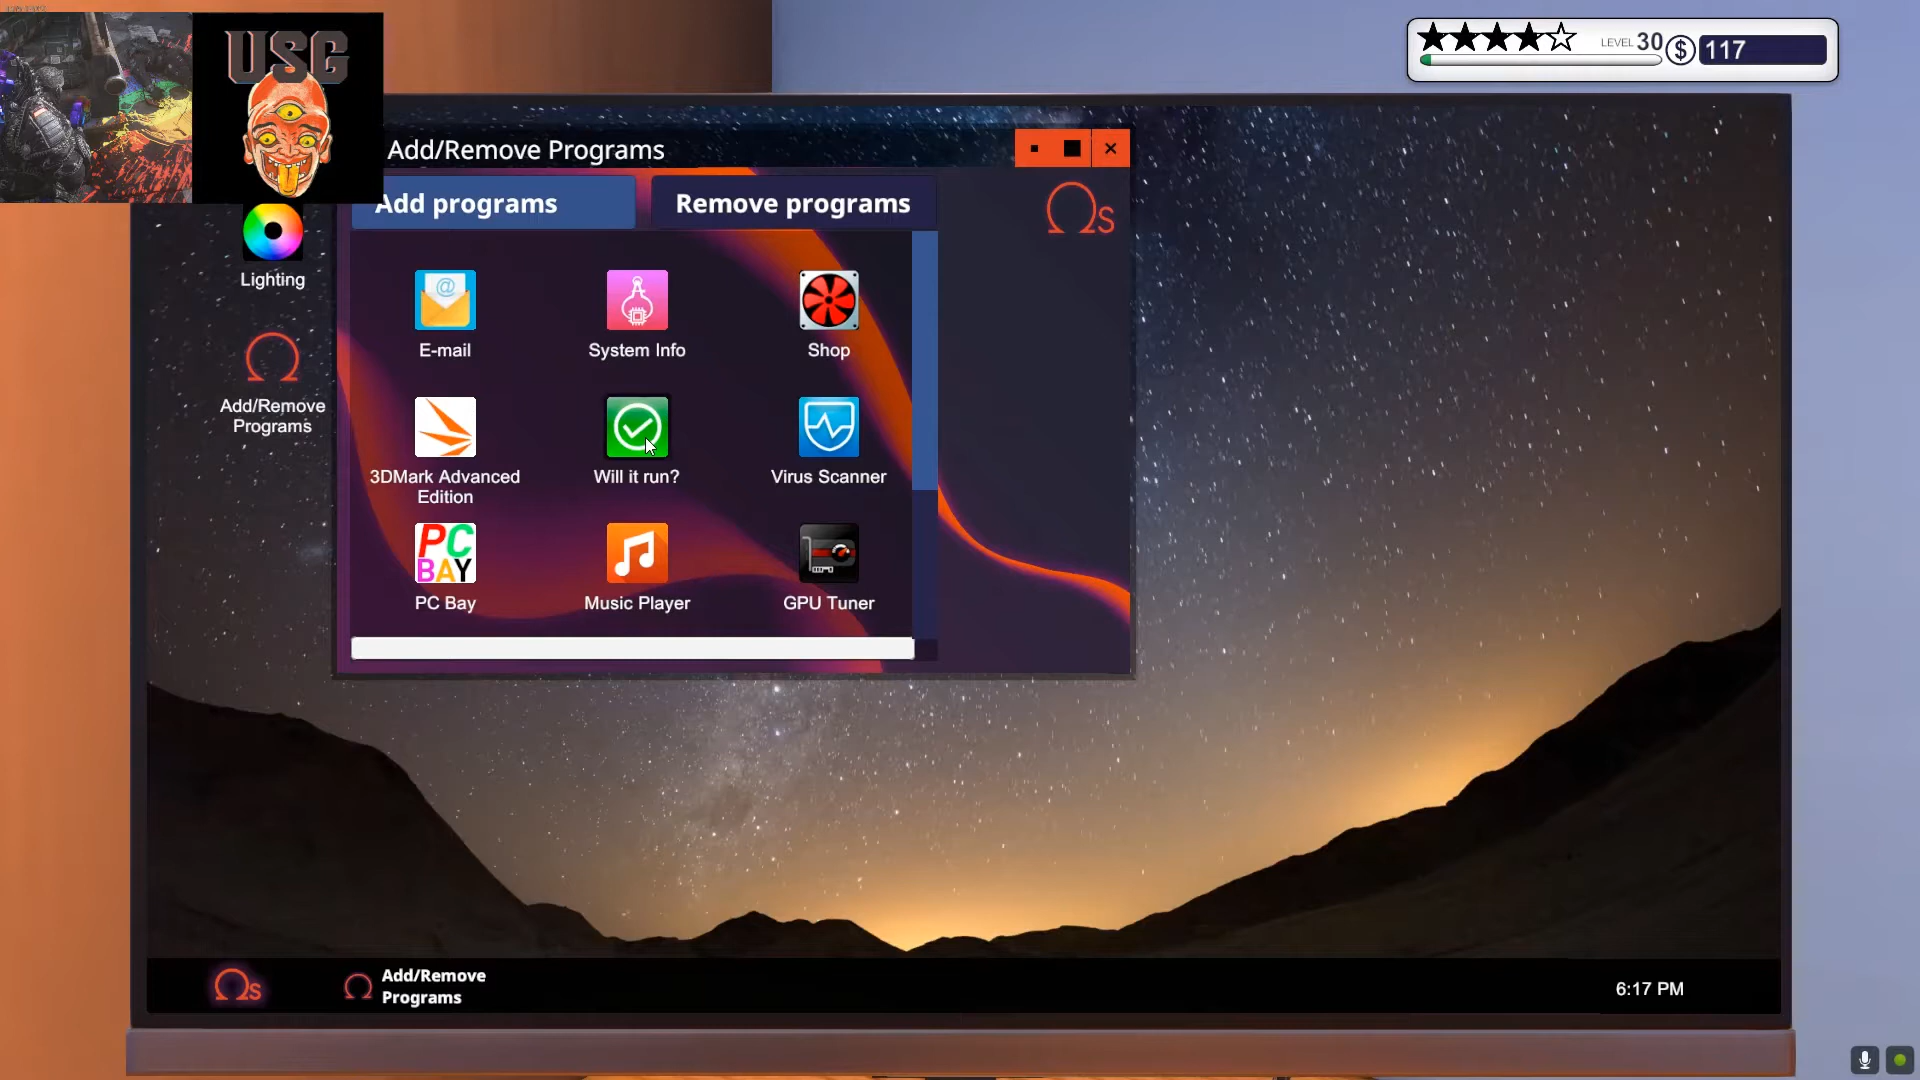 USG
LEVEL 30
$ 117
Add/Remove Programs
Add programs
Remove programs
Ωs
Lighting
Add/Remove
Programs
E-mail
System Info
Shop
3DMark Advanced
Edition
Will it run?
Virus Scanner
PC
BAY
PC Bay
Music Player
GPU Tuner
Ωs
Add/Remove
Programs
6:17 PM